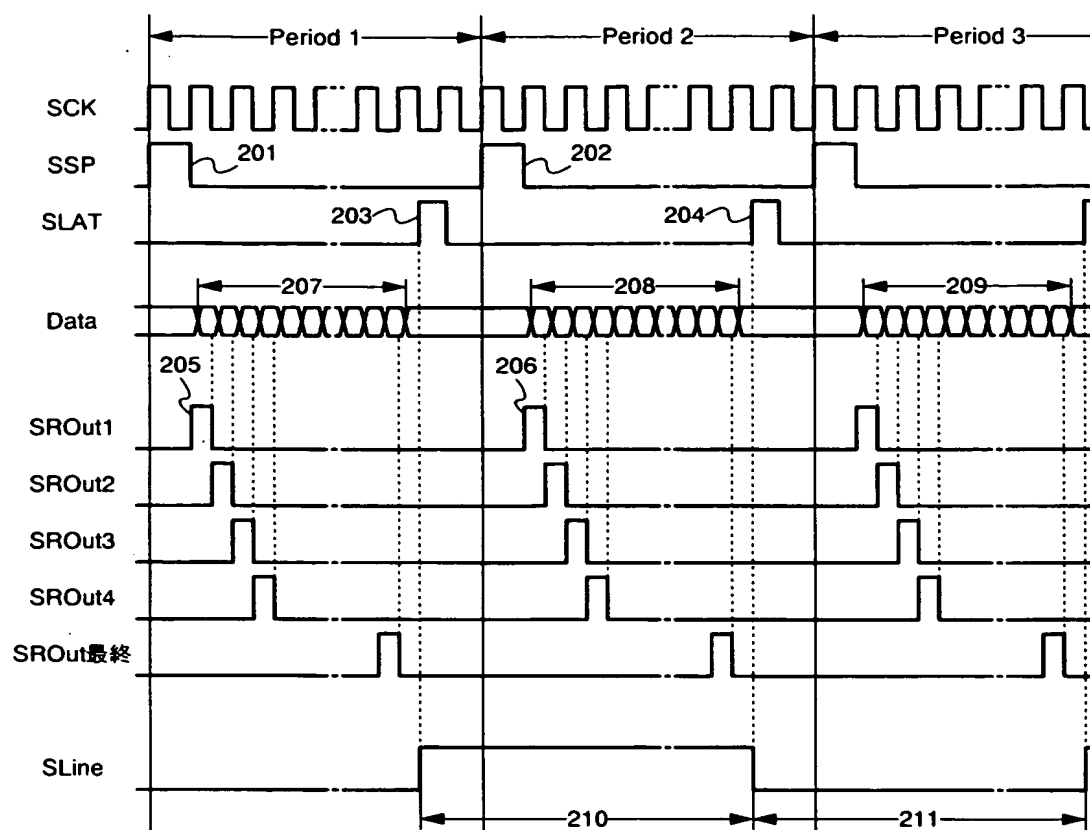 Period 1 Period 2 Period 3
SCK
201 202
SSP
203 204
SLAT
207 208 209
Data
205 206
SROut1
SROut2
SROut3
SROut4
SROut最終
SLine
210 211